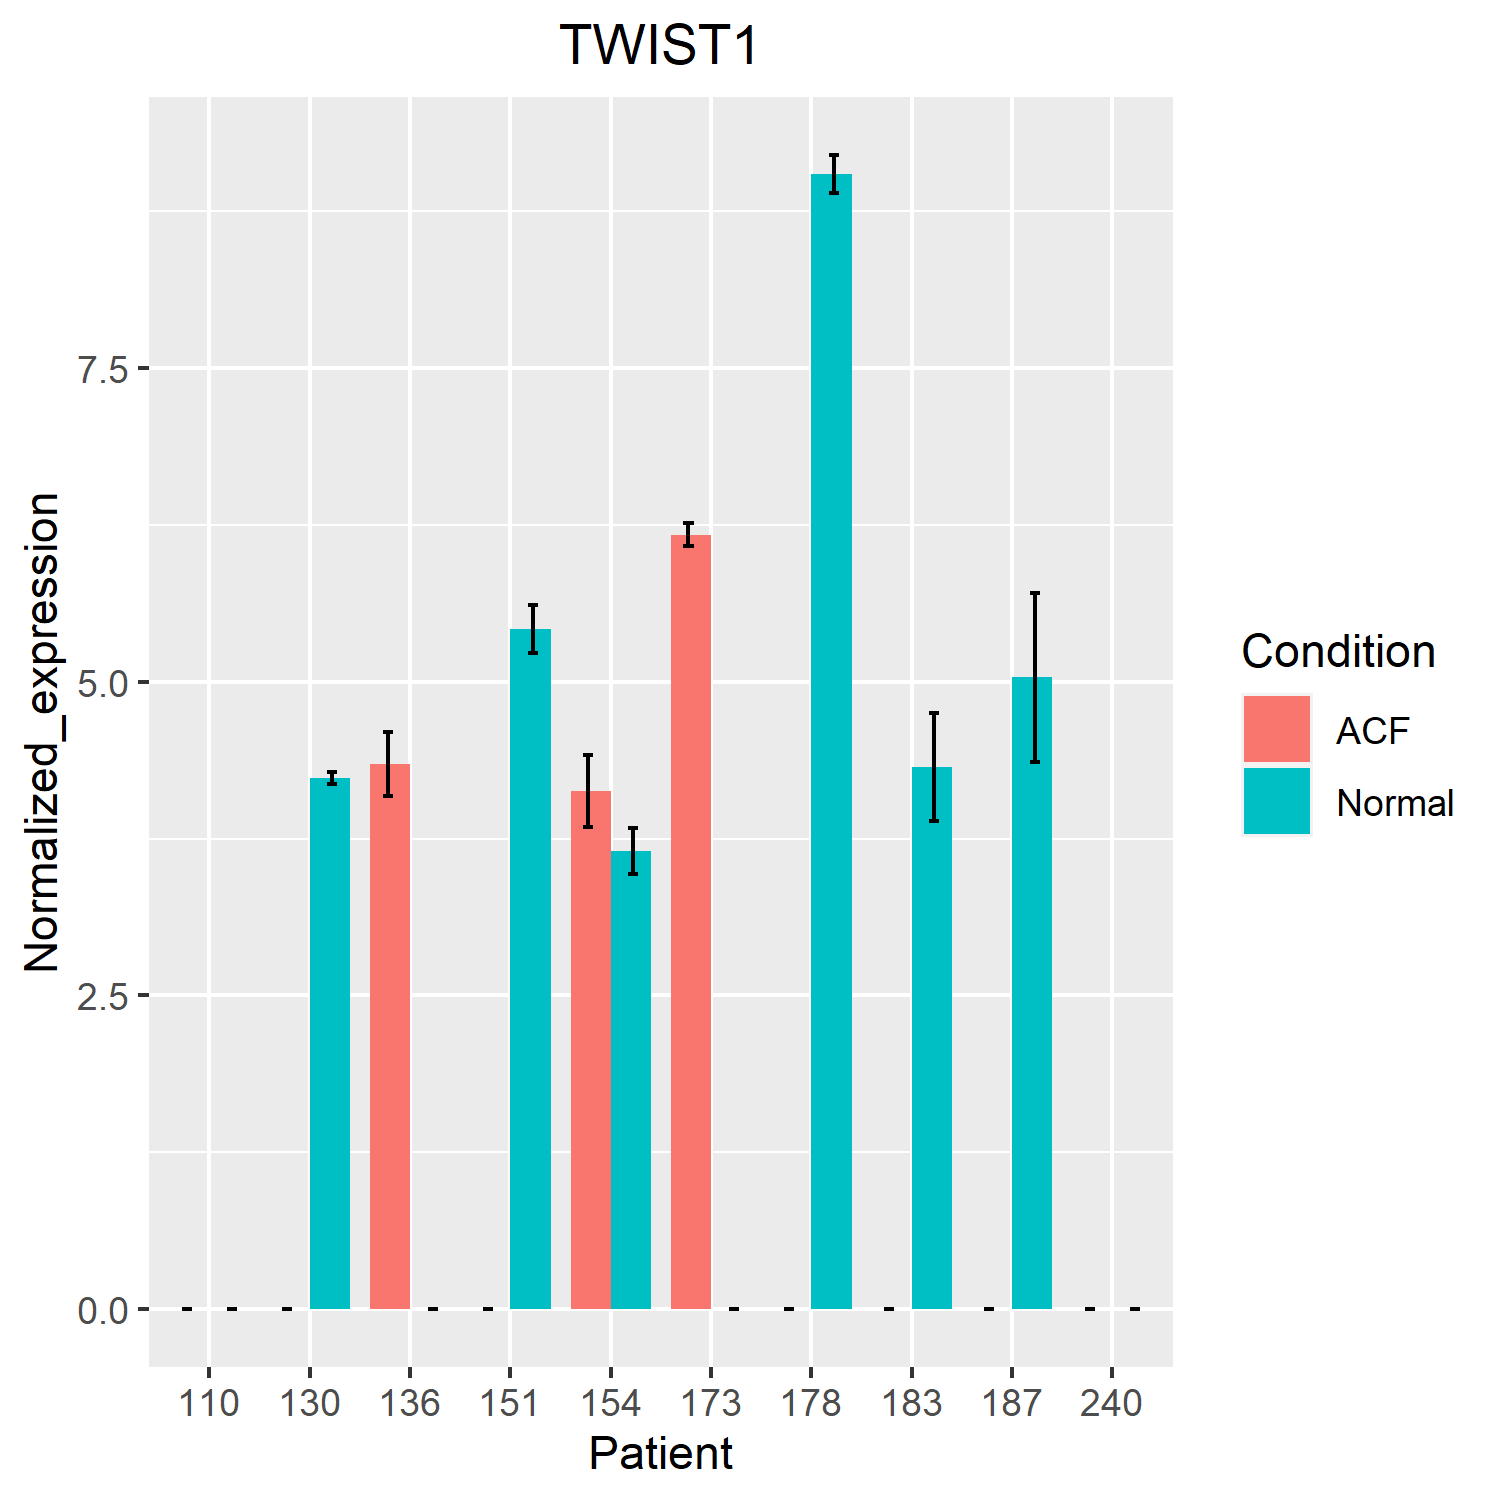 TWIST1
Normalized_expression
7.5
5.0
2.5
0.0
110 130 136 151 154 173 178 183 187 240
Patient
Condition
ACF
Normal